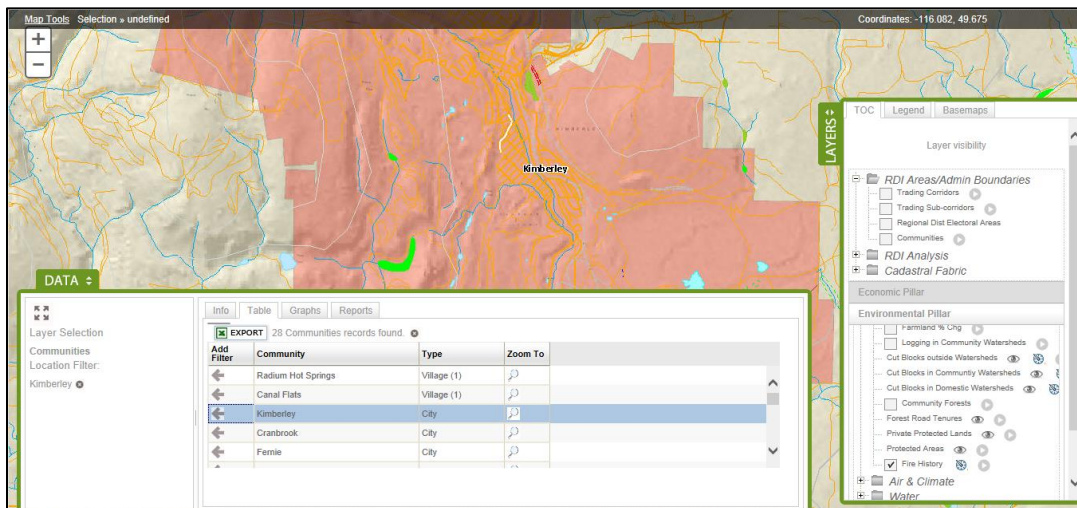 Map Tools Selection » undefined
Coordinates: -116.082, 49.675
+
−
KIMBERLEY
Kimberley
LAYERS
TOC Legend Basemaps
Layer visibility
RDI Areas/Admin Boundaries
Trading Corridors
Trading Sub-corridors
Regional Dist Electoral Areas
Communities
RDI Analysis
Cadastral Fabric
Economic Pillar
Environmental Pillar
Farmland % Chg
Logging in Community Watersheds
Cut Blocks outside Watersheds
Cut Blocks in Communtiy Watersheds
Cut Blocks in Domestic Watersheds
Community Forests
Forest Road Tenures
Private Protected Lands
Protected Areas
Fire History
Air & Climate
Water
DATA
Layer Selection
Communities
Location Filter:
Kimberley
Info Table Graphs Reports
EXPORT 28 Communities records found.
Add Filter Community Type Zoom To
Radium Hot Springs Village (1)
Canal Flats Village (1)
Kimberley City
Cranbrook City
Fernie City